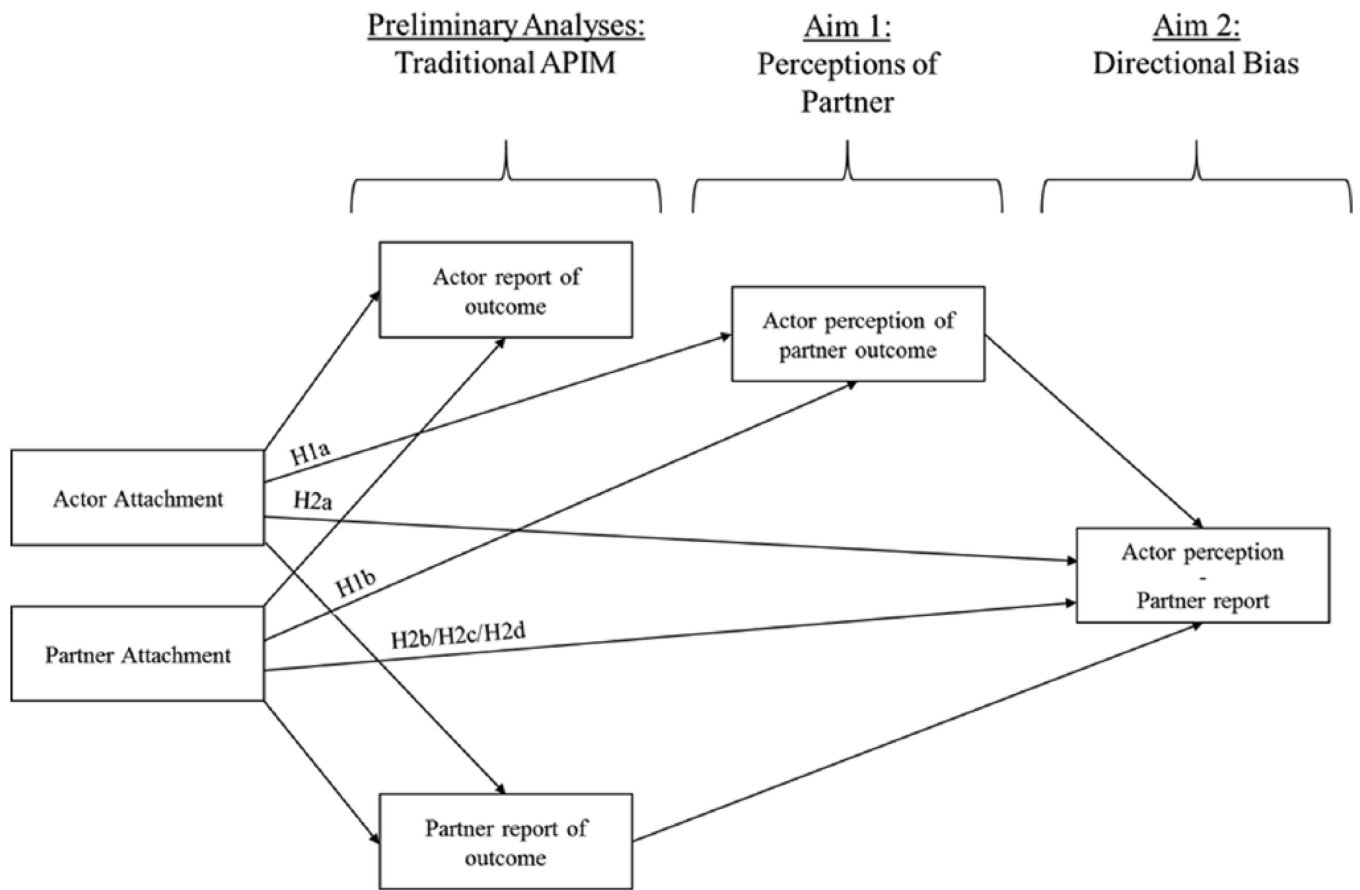 Preliminary Analyses:
Traditional APIM
Aim 1:
Perceptions of
Partner
Aim 2:
Directional Bias
Actor report of
outcome
Actor perception of
partner outcome
H1a
Actor Attachment
H2a
Actor perception
-
Partner report
H1b
Partner Attachment
H2b/H2c/H2d
Partner report of
outcome